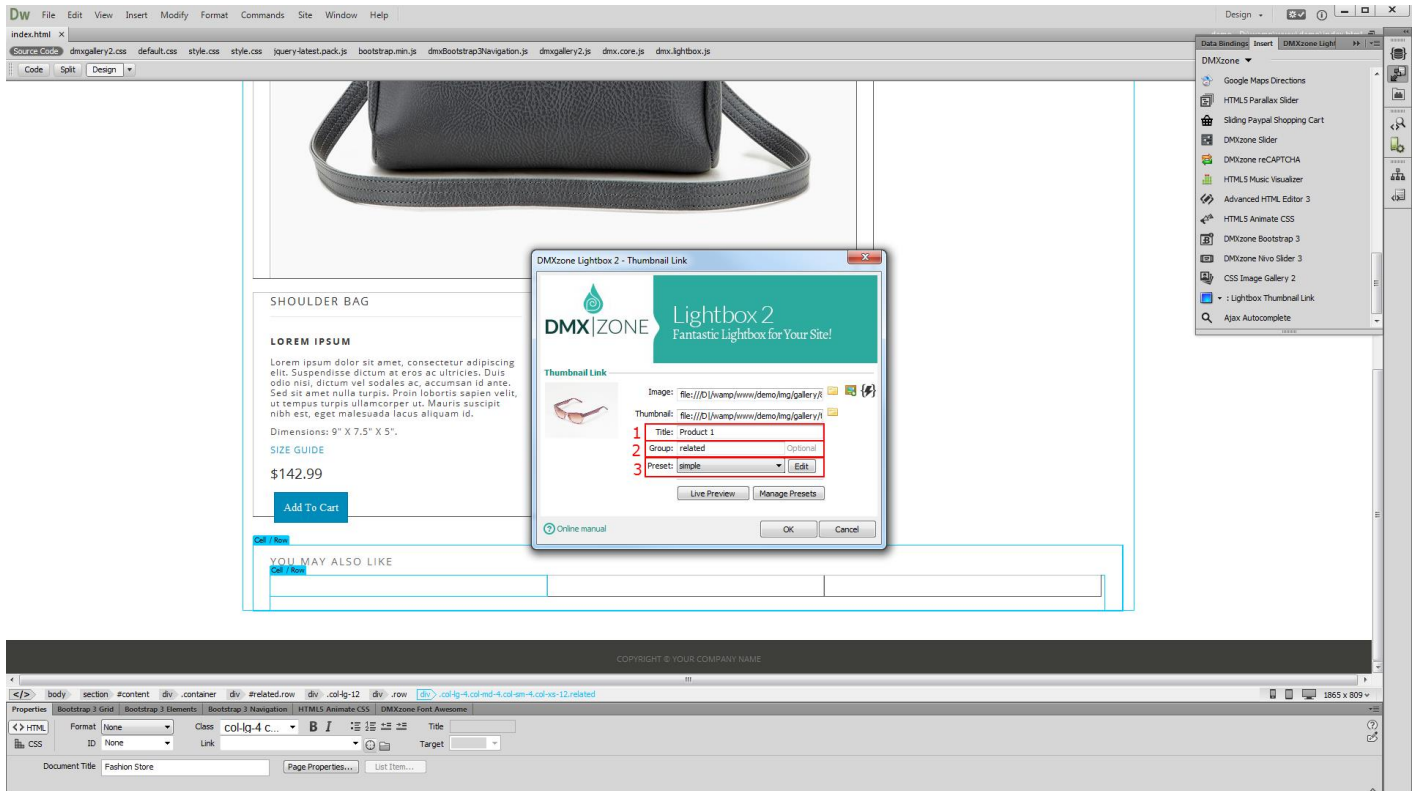 Dw File Edit View Insert Modify Format Commands Site Window Help Design
index.html ×
Source Code dmxgallery2.css default.css style.css style.css jquery-latest.pack.js bootstrap.min.js dmxBootstrap3Navigation.js dmxgallery2.js dmx.core.js dmx.lightbox.js
Code Split Design
Data Bindings Insert DMXzone Light
DMXzone
Google Maps Directions
HTML5 Parallax Slider
Sliding Paypal Shopping Cart
DMXzone Slider
DMXzone reCAPTCHA
HTML5 Music Visualizer
Advanced HTML Editor 3
HTML5 Animate CSS
DMXzone Bootstrap 3
DMXzone Nivo Slider 3
CSS Image Gallery 2
: Lightbox Thumbnail Link
Ajax Autocomplete
SHOULDER BAG
LOREM IPSUM
Lorem ipsum dolor sit amet, consectetur adipiscing
elit. Suspendisse dictum at eros ac ultricies. Duis
odio nisi, dictum vel sodales ac, accumsan id ante.
Sed sit amet nulla turpis. Proin lobortis sapien velit,
ut tempus turpis ullamcorper ut. Mauris suscipit
nibh est, eget malesuada lacus aliquam id.
Dimensions: 9" X 7.5" X 5".
SIZE GUIDE
$142.99
Add To Cart
DMXzone Lightbox 2 - Thumbnail Link
DMX|ZONE
Lightbox 2
Fantastic Lightbox for Your Site!
Thumbnail Link
Image: file:///D|/wamp/www/demo/img/gallery/
Thumbnail: file:///D|/wamp/www/demo/img/gallery/
1 Title: Product 1
2 Group: related Optional
3 Preset: simple Edit
Live Preview Manage Presets
Online manual OK Cancel
Cell / Row
YOU MAY ALSO LIKE
Cell / Row
COPYRIGHT © YOUR COMPANY NAME
</> body section #content div .container div #related.row div .col-lg-12 div .row div .col-lg-4.col-md-4.col-sm-4.col-xs-12.related 1865 x 809
Properties Bootstrap 3 Grid Bootstrap 3 Elements Bootstrap 3 Navigation HTML5 Animate CSS DMXzone Font Awesome
<> HTML Format None Class col-lg-4 c... B I Title
CSS ID None Link Target
Document Title Fashion Store Page Properties... List Item...